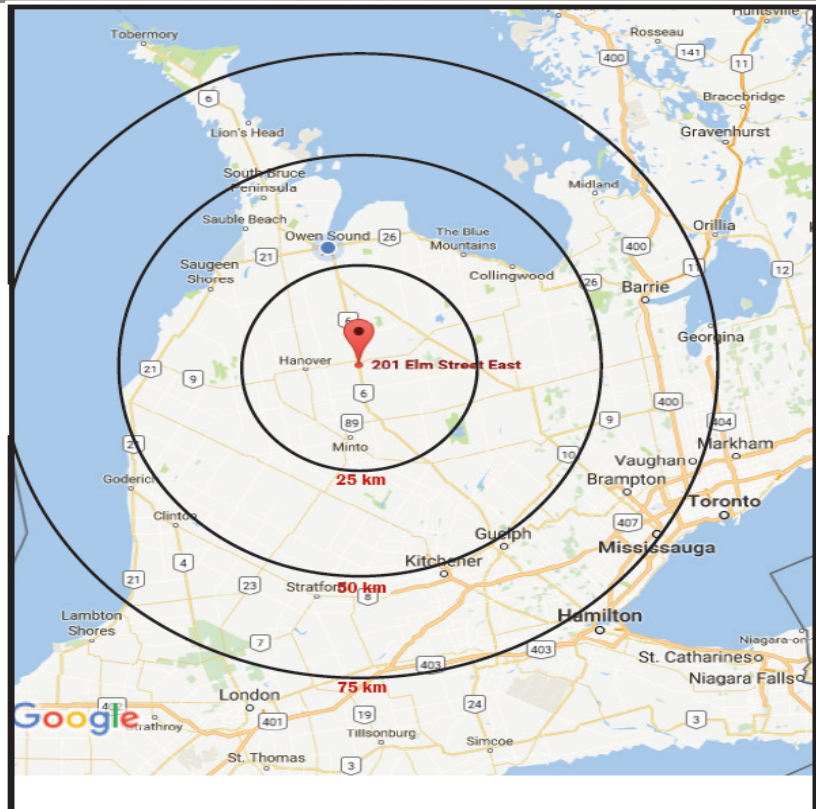 Tobermory
Rosseau
400
141
11
Bracebridge
6
Lion's Head
Gravenhurst
South Bruce
Peninsula
Midland
Sauble Beach
Orillia
Owen Sound
26
The Blue
Mountains
400
21
Saugeen
Shores
Collingwood
11
12
26
Barrie
6
Georgina
Hanover
201 Elm Street East
21
9
6
400
89
9
404
Minto
Markham
21
10
Vaughan
Goderich
25 km
Brampton
Toronto
Clinton
407
Guelph
Mississauga
4
Kitchener
21
23
Stratford
50 km
8
Lambton
Shores
Hamilton
7
403
403
Niagara-on
St. Catharines
75 km
Niagara Falls
London
402
Google
Strathroy
401
19
24
3
Tillsonburg
Simcoe
St. Thomas
3